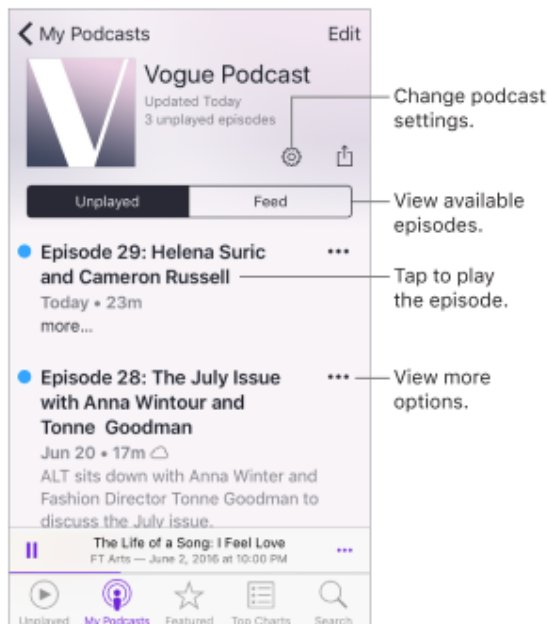 My Podcasts Edit
Vogue Podcast
Updated Today
3 unplayed episodes
Change podcast
settings.
Unplayed Feed
View available
episodes.
Episode 29: Helena Suric
and Cameron Russell
Today • 23m
more...
Tap to play
the episode.
Episode 28: The July Issue
with Anna Wintour and
Tonne Goodman
Jun 20 • 17m
View more
options.
ALT sits down with Anna Winter and
Fashion Director Tonne Goodman to
discuss the July issue.
The Life of a Song: I Feel Love
FT Arts — June 2, 2016 at 10:00 PM
Unplayed My Podcasts Featured Top Charts Search